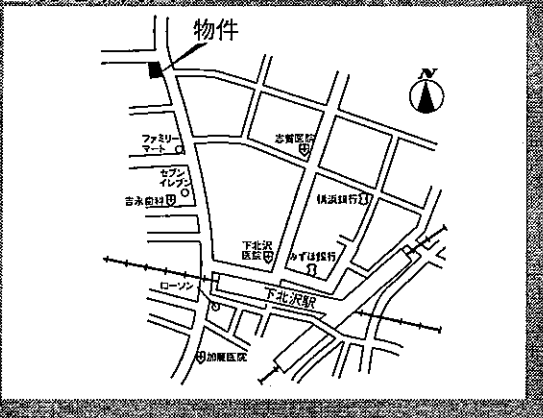 物件
N
ファミリー
マート
志賀医院
セブン
イレブン
吉永歯科
横浜銀行
下北沢
医院
みずほ銀行
ローソン
下北沢駅
加藤医院